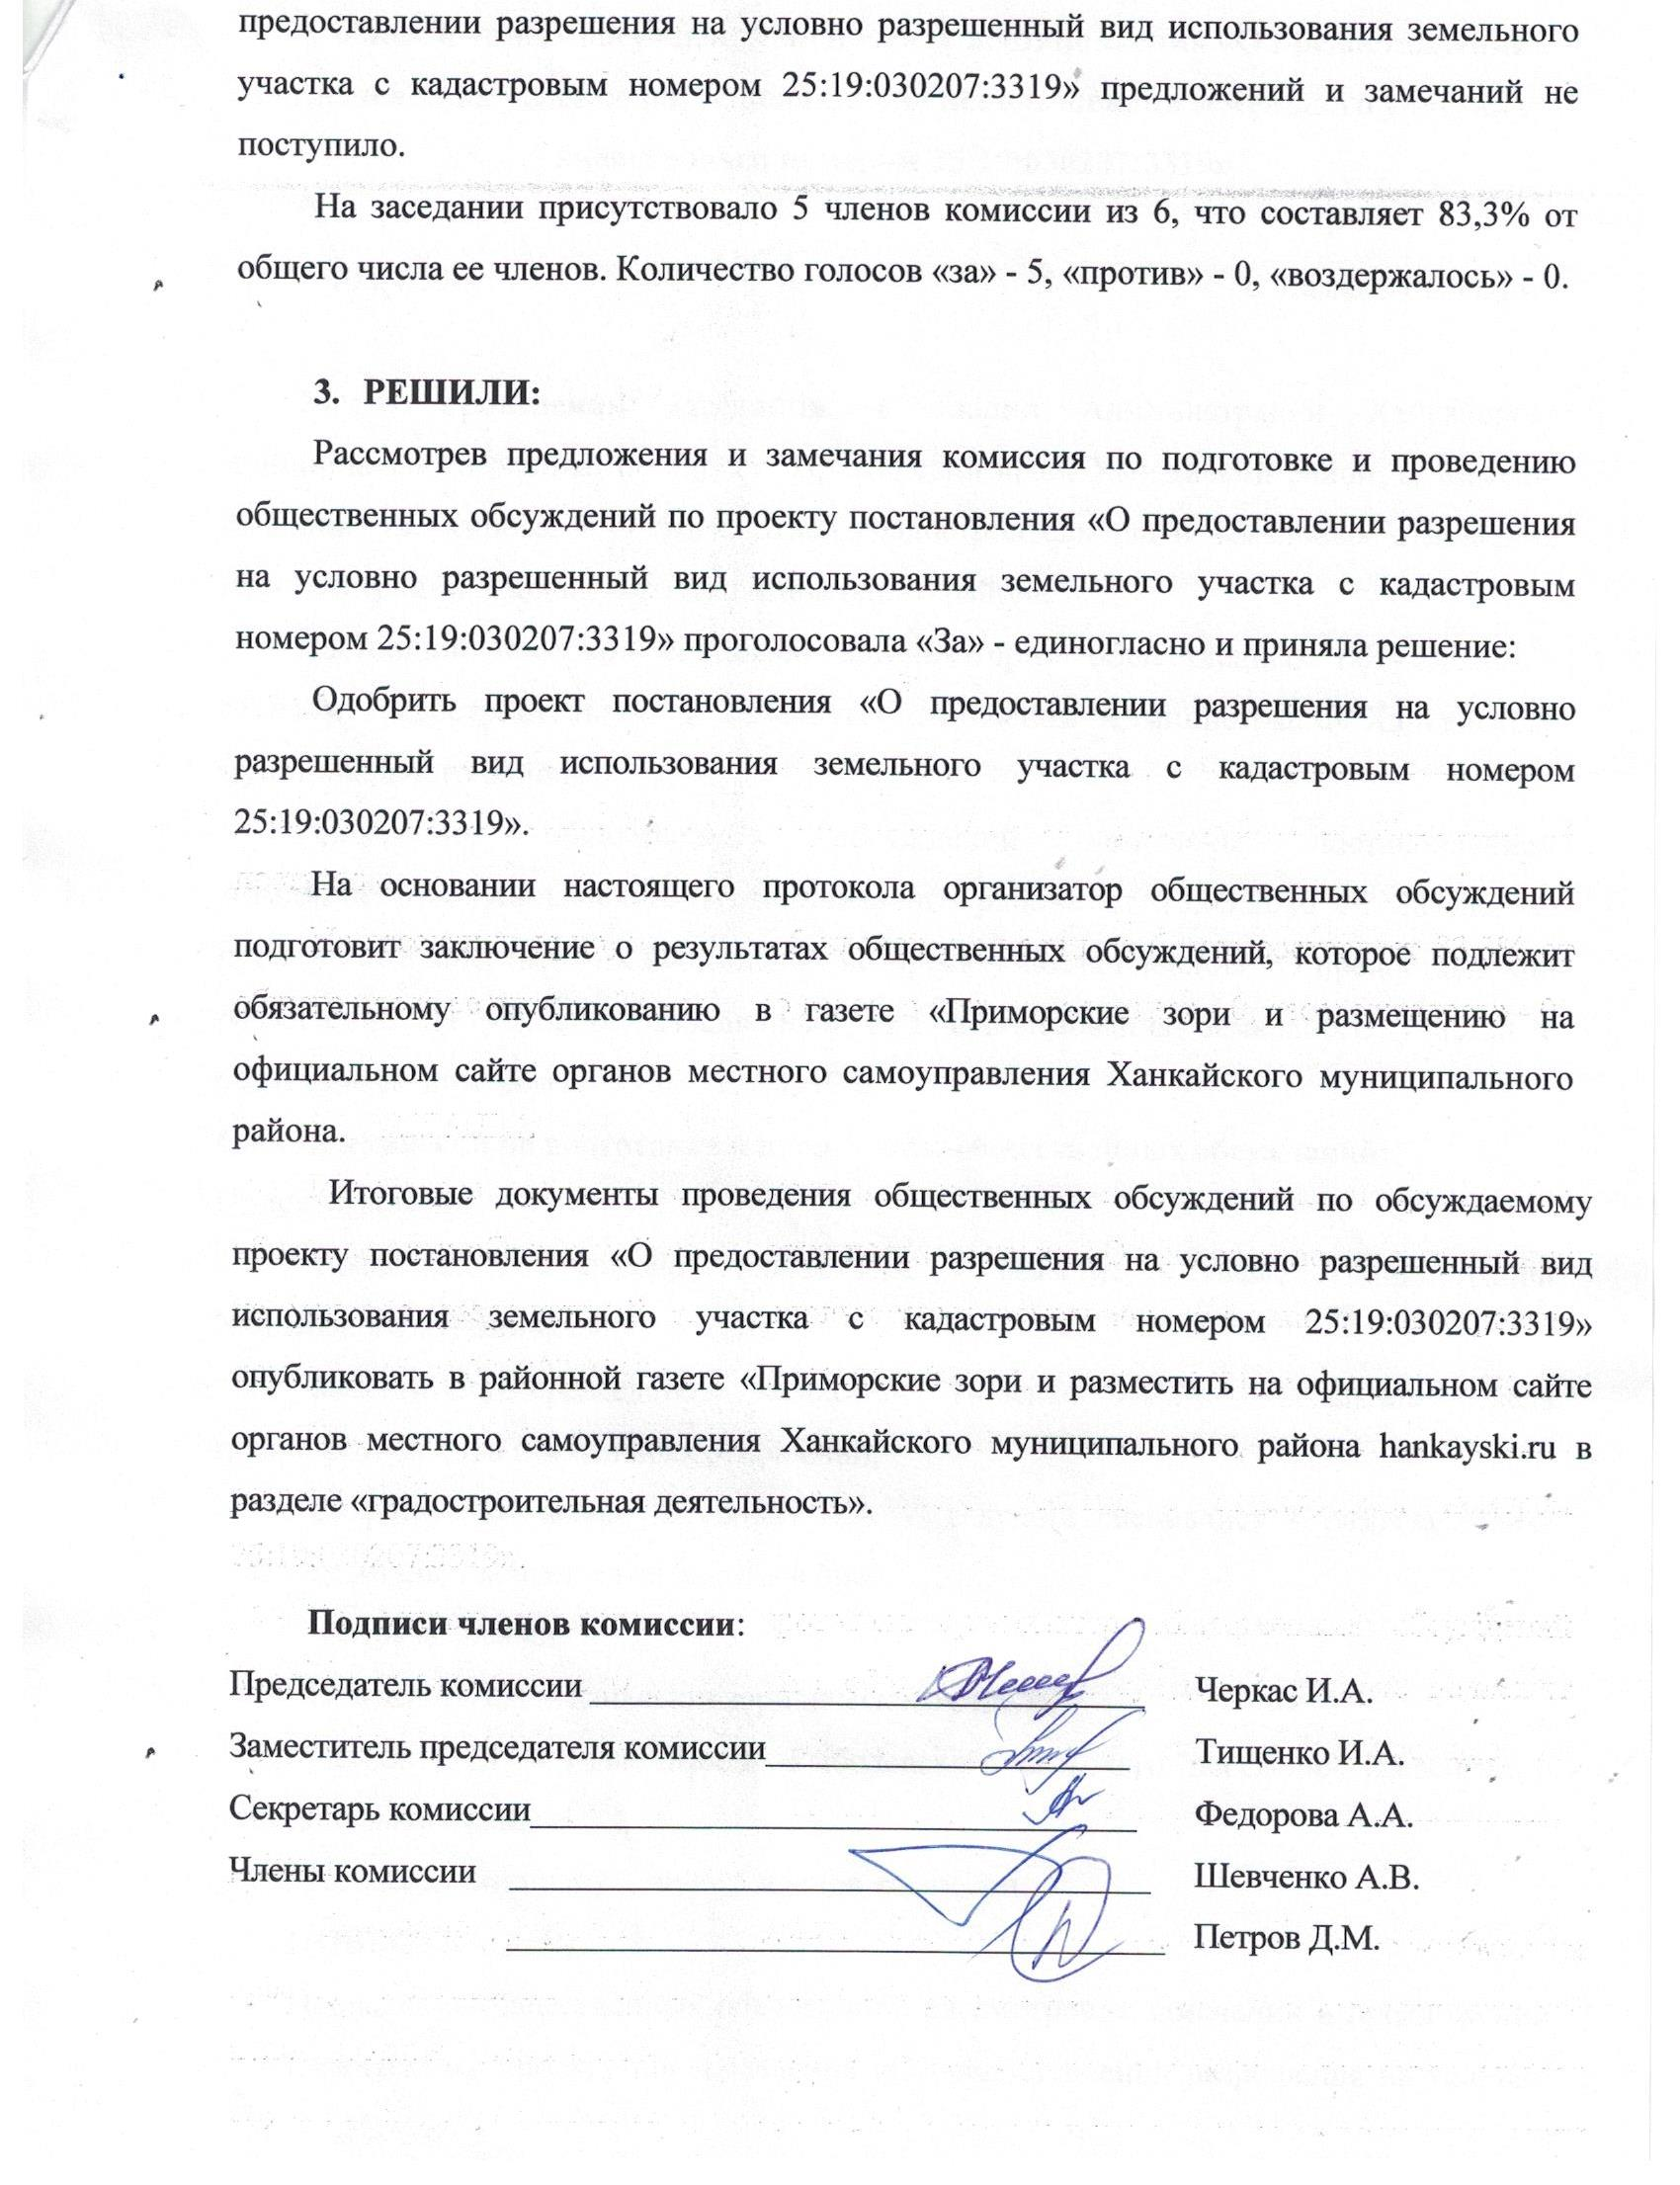 предоставлении разрешения на условно разрешенный вид использования земельного
участка с кадастровым номером 25:19:030207:3319» предложений и замечаний не
поступило.
На заседании присутствовало 5 членов комиссии из 6, что составляет 83,3% от
общего числа ее членов. Количество голосов «за» - 5, «против» - 0, «воздержалось» - 0.
3. РЕШИЛИ:
Рассмотрев предложения и замечания комиссия по подготовке и проведению
общественных обсуждений по проекту постановления «О предоставлении разрешения
на условно разрешенный вид использования земельного участка с кадастровым
номером 25:19:030207:3319» проголосовала «За» - единогласно и приняла решение:
Одобрить проект постановления «О предоставлении разрешения на условно
разрешенный вид использования земельного участка с кадастровым номером
25:19:030207:3319».
На основании настоящего протокола организатор общественных обсуждений
подготовит заключение о результатах общественных обсуждений, которое подлежит
обязательному опубликованию в газете «Приморские зори и размещению на
официальном сайте органов местного самоуправления Ханкайского муниципального
района.
Итоговые документы проведения общественных обсуждений по обсуждаемому
проекту постановления «О предоставлении разрешения на условно разрешенный вид
использования земельного участка с кадастровым номером 25:19:030207:3319»
опубликовать в районной газете «Приморские зори и разместить на официальном сайте
органов местного самоуправления Ханкайского муниципального района hankayski.ru в
разделе «градостроительная деятельность».
Подписи членов комиссии:
Председатель комиссии Черкас И.А.
Заместитель председателя комиссии Тищенко И.А.
Секретарь комиссии Федорова А.А.
Члены комиссии Шевченко А.В.
Петров Д.М.